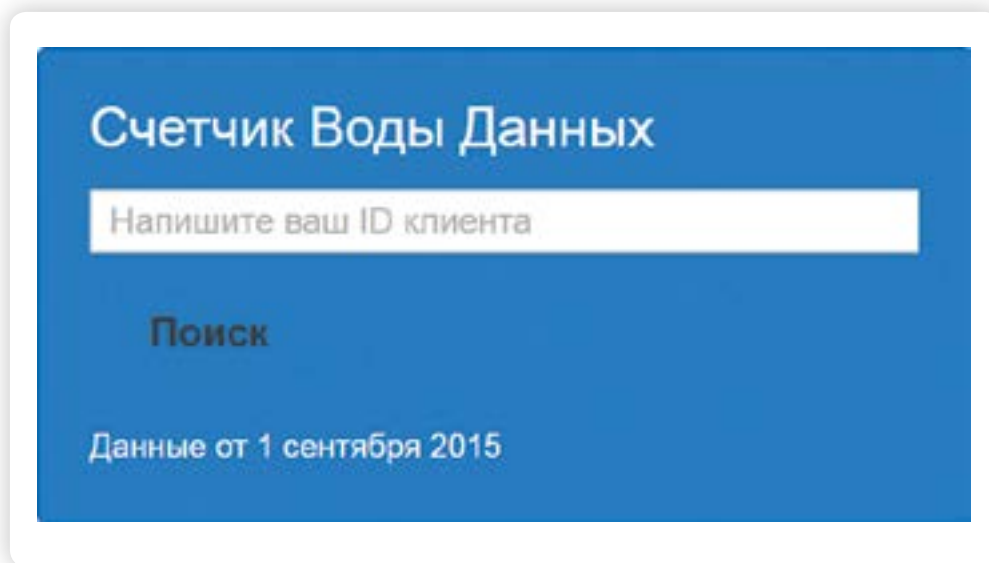 Счетчик Воды Данных
Напишите ваш ID клиента
Поиск
Данные от 1 сентября 2015